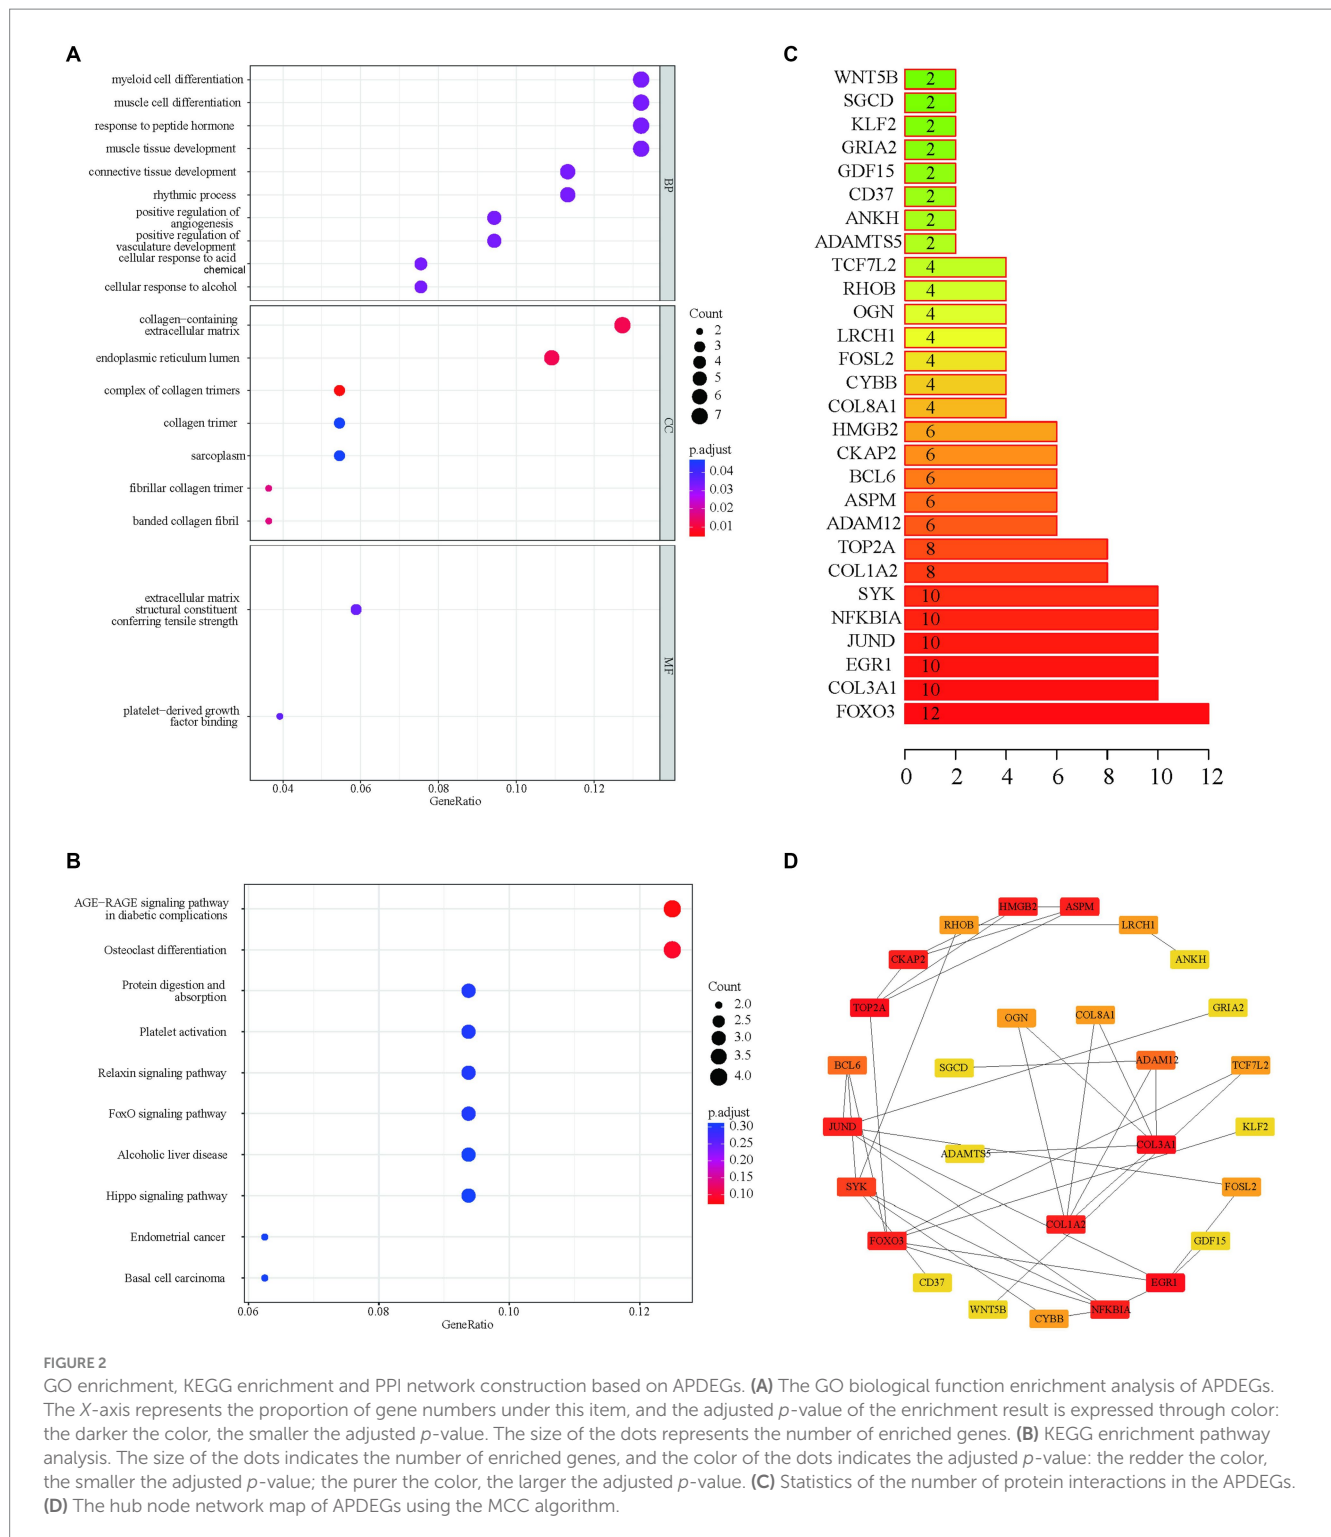 A
myeloid cell differentiation
muscle cell differentiation
response to peptide hormone
muscle tissue development
connective tissue development
rhythmic process
positive regulation of
angiogenesis
positive regulation of
vasculature development
cellular response to acid
chemical
cellular response to alcohol
BP
collagen−containing
extracellular matrix
endoplasmic reticulum lumen
complex of collagen trimers
collagen trimer
sarcoplasm
fibrillar collagen trimer
banded collagen fibril
CC
extracellular matrix
structural constituent
conferring tensile strength
platelet−derived growth
factor binding
MF
0.04 0.06 0.08 0.10 0.12
GeneRatio
Count
2
3
4
5
6
7
p.adjust
0.04
0.03
0.02
0.01
C
WNT5B 2
SGCD 2
KLF2 2
GRIA2 2
GDF15 2
CD37 2
ANKH 2
ADAMTS5 2
TCF7L2 4
RHOB 4
OGN 4
LRCH1 4
FOSL2 4
CYBB 4
COL8A1 4
HMGB2 6
CKAP2 6
BCL6 6
ASPM 6
ADAM12 6
TOP2A 8
COL1A2 8
SYK 10
NFKBIA 10
JUND 10
EGR1 10
COL3A1 10
FOXO3 12
0 2 4 6 8 10 12
B
AGE−RAGE signaling pathway
in diabetic complications
Osteoclast differentiation
Protein digestion and
absorption
Platelet activation
Relaxin signaling pathway
FoxO signaling pathway
Alcoholic liver disease
Hippo signaling pathway
Endometrial cancer
Basal cell carcinoma
0.06 0.08 0.10 0.12
GeneRatio
Count
2.0
2.5
3.0
3.5
4.0
p.adjust
0.30
0.25
0.20
0.15
0.10
D
HMGB2 ASPM
RHOB LRCH1
CKAP2 ANKH
TOP2A GRIA2
OGN COL8A1
BCL6 SGCD ADAM12 TCF7L2
JUND KLF2
ADAMTS5 COL3A1
SYK FOSL2
COL1A2
FOXO3 GDF15
CD37 EGR1
WNT5B NFKBIA
CYBB
FIGURE 2
GO enrichment, KEGG enrichment and PPI network construction based on APDEGs. (A) The GO biological function enrichment analysis of APDEGs.
The X-axis represents the proportion of gene numbers under this item, and the adjusted p-value of the enrichment result is expressed through color:
the darker the color, the smaller the adjusted p-value. The size of the dots represents the number of enriched genes. (B) KEGG enrichment pathway
analysis. The size of the dots indicates the number of enriched genes, and the color of the dots indicates the adjusted p-value: the redder the color,
the smaller the adjusted p-value; the purer the color, the larger the adjusted p-value. (C) Statistics of the number of protein interactions in the APDEGs.
(D) The hub node network map of APDEGs using the MCC algorithm.